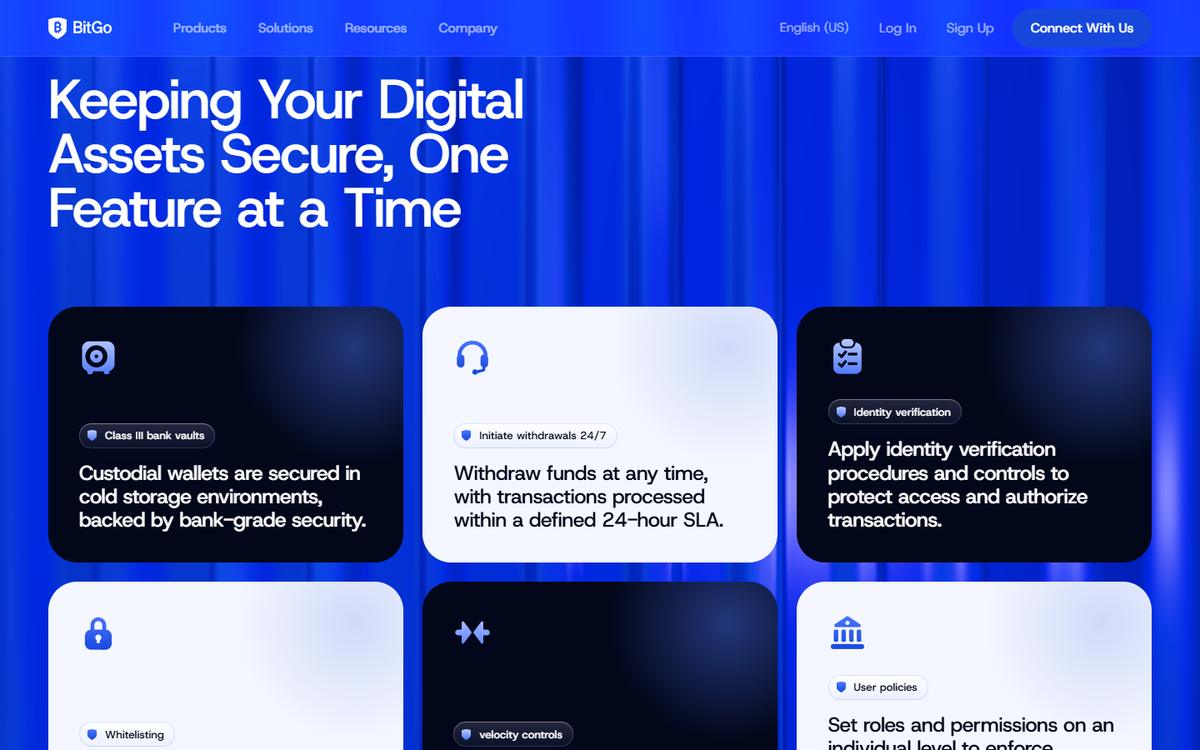 BitGo
Products
Solutions
Resources
Company
English (US)
Log In
Sign Up
Connect With Us
Keeping Your Digital
Assets Secure, One
Feature at a Time
Class III bank vaults
Custodial wallets are secured in
cold storage environments,
backed by bank-grade security.
Initiate withdrawals 24/7
Withdraw funds at any time,
with transactions processed
within a defined 24-hour SLA.
Identity verification
Apply identity verification
procedures and controls to
protect access and authorize
transactions.
Whitelisting
velocity controls
User policies
Set roles and permissions on an
individual level to enforce